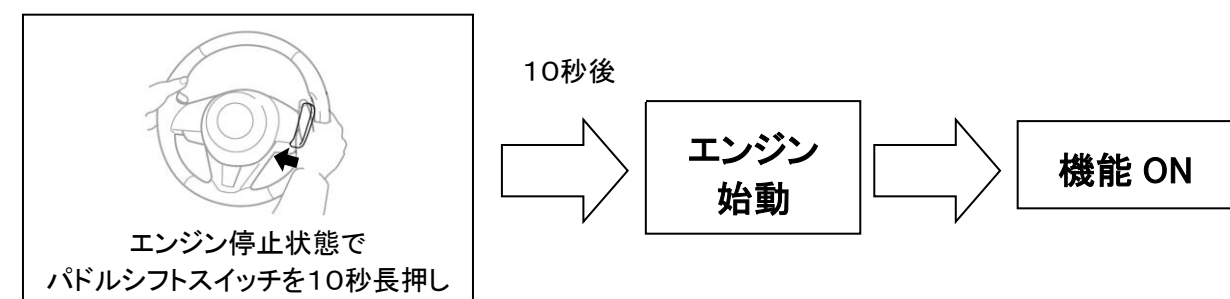 エンジン停止状態で
パドルシフトスイッチを10秒長押し
10秒後
エンジン
始動
機能 ON